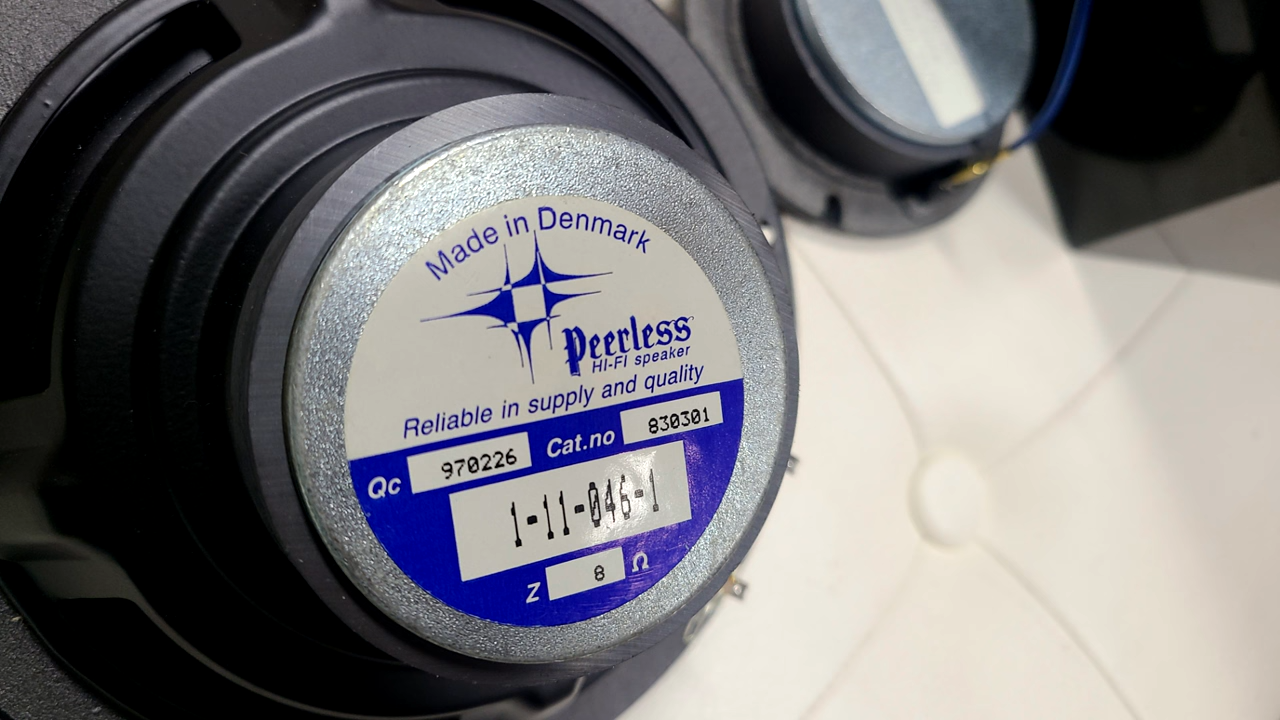 Made in Denmark
Peerless
HI-FI speaker
Reliable in supply and quality
Qc 970226 Cat.no 830301
1-11-046-1
Z 8 Ω